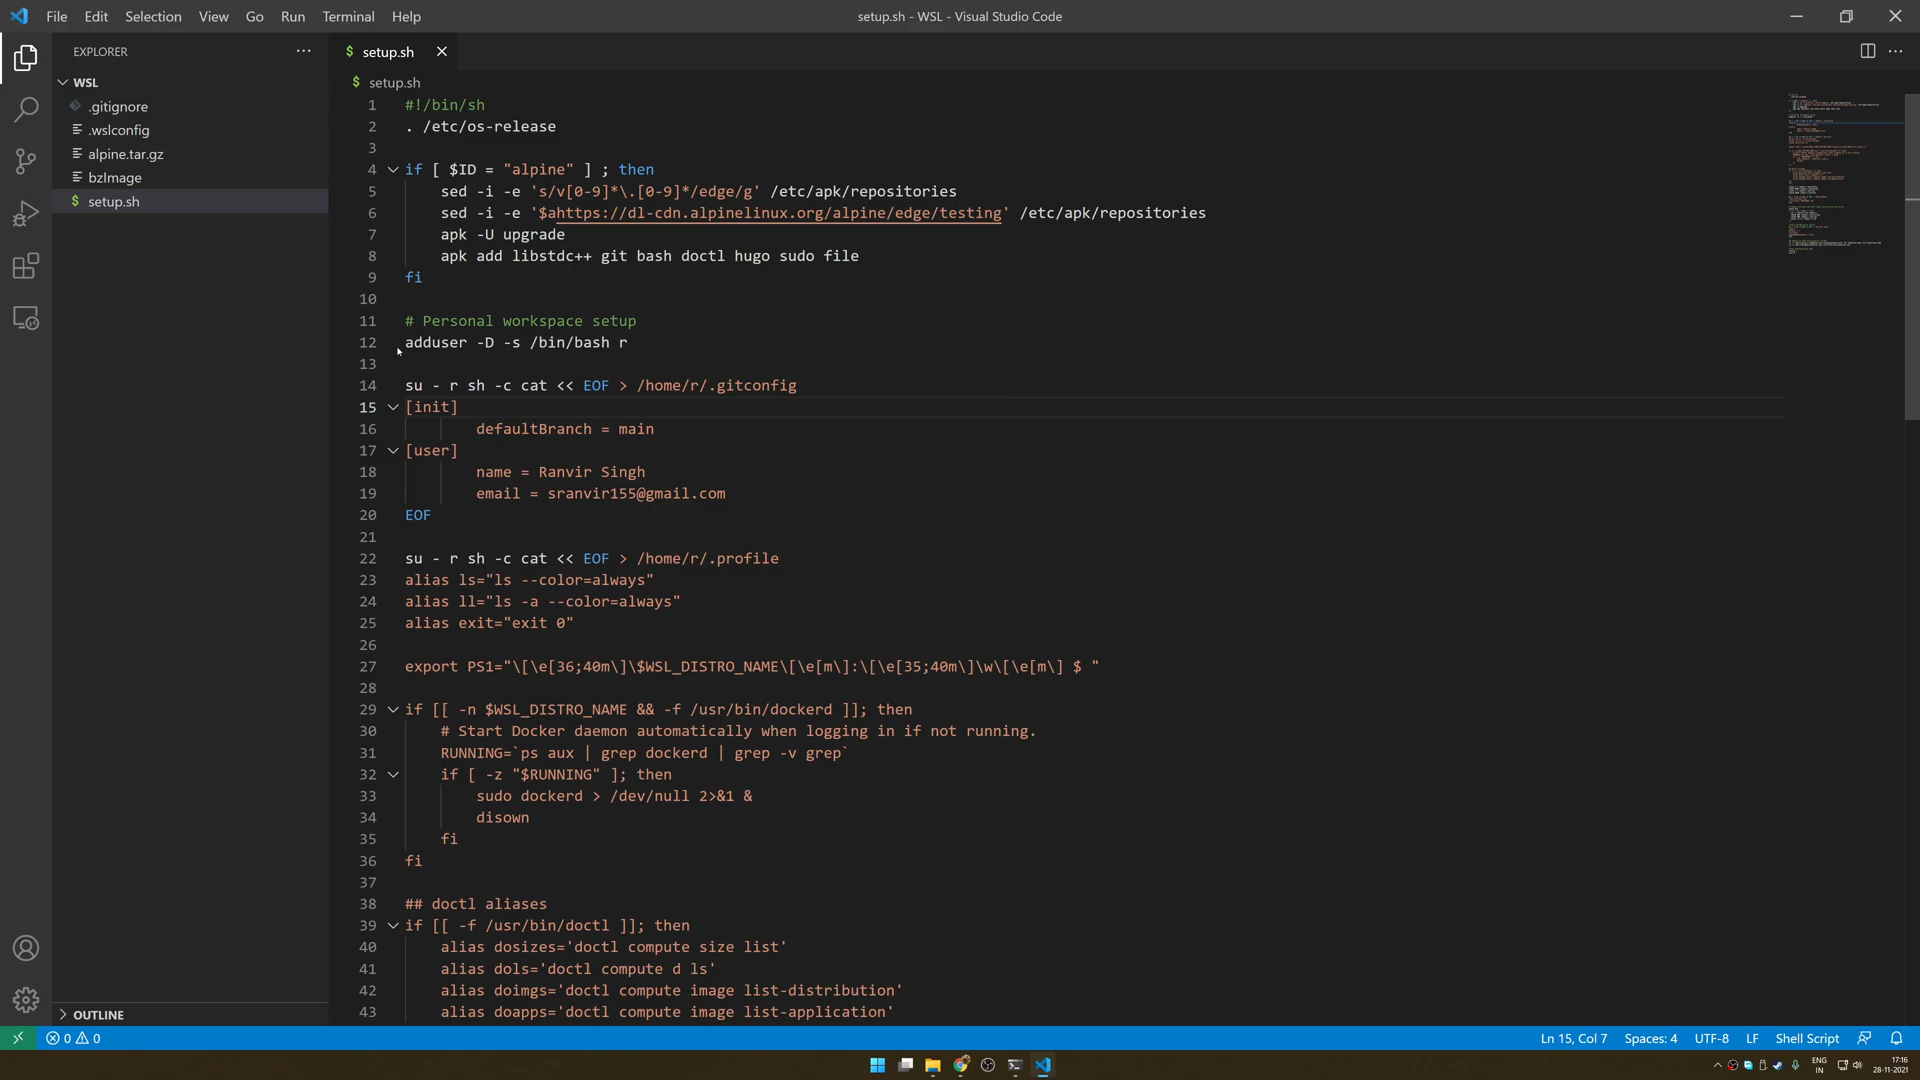 File Edit Selection View Go Run Terminal Help
setup.sh - WSL - Visual Studio Code
EXPLORER
WSL
.gitignore
.wslconfig
alpine.tar.gz
bzImage
$ setup.sh
OUTLINE
$ setup.sh
$ setup.sh
1 #!/bin/sh
2 . /etc/os-release
3
4 if [ $ID = "alpine" ] ; then
5 sed -i -e 's/v[0-9]*\.[0-9]*/edge/g' /etc/apk/repositories
6 sed -i -e '$ahttps://dl-cdn.alpinelinux.org/alpine/edge/testing' /etc/apk/repositories
7 apk -U upgrade
8 apk add libstdc++ git bash doctl hugo sudo file
9 fi
10
11 # Personal workspace setup
12 adduser -D -s /bin/bash r
13
14 su - r sh -c cat << EOF > /home/r/.gitconfig
15 [init]
16 defaultBranch = main
17 [user]
18 name = Ranvir Singh
19 email = sranvir155@gmail.com
20 EOF
21
22 su - r sh -c cat << EOF > /home/r/.profile
23 alias ls="ls --color=always"
24 alias ll="ls -a --color=always"
25 alias exit="exit 0"
26
27 export PS1="\[\e[36;40m\]\$WSL_DISTRO_NAME\[\e[m\]:\[\e[35;40m\]\w\[\e[m\] $ "
28
29 if [[ -n $WSL_DISTRO_NAME && -f /usr/bin/dockerd ]]; then
30 # Start Docker daemon automatically when logging in if not running.
31 RUNNING=`ps aux | grep dockerd | grep -v grep`
32 if [ -z "$RUNNING" ]; then
33 sudo dockerd > /dev/null 2>&1 &
34 disown
35 fi
36 fi
37
38 ## doctl aliases
39 if [[ -f /usr/bin/doctl ]]; then
40 alias dosizes='doctl compute size list'
41 alias dols='doctl compute d ls'
42 alias doimgs='doctl compute image list-distribution'
43 alias doapps='doctl compute image list-application'
0 0
Ln 15, Col 7 Spaces: 4 UTF-8 LF Shell Script
ENG
IN
17:16
28-11-2021